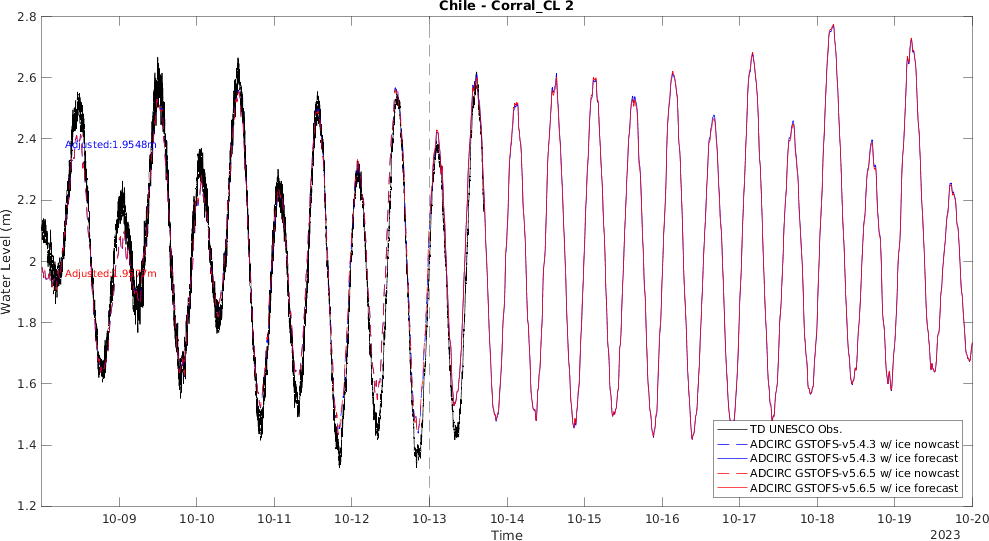 Chile - Corral_CL 2
2.8
2.6
2.4
2.2
2
1.8
1.6
1.4
1.2
Water Level (m)
Adjusted:1.9548m
TD UNESCO Obs.
ADCIRC GSTOFS-v5.4.3 w/ ice nowcast
ADCIRC GSTOFS-v5.4.3 w/ ice forecast
ADCIRC GSTOFS-v5.6.5 w/ ice nowcast
ADCIRC GSTOFS-v5.6.5 w/ ice forecast
10-09 10-10 10-11 10-12 10-13 10-14 10-15 10-16 10-17 10-18 10-19 10-20
Time
2023